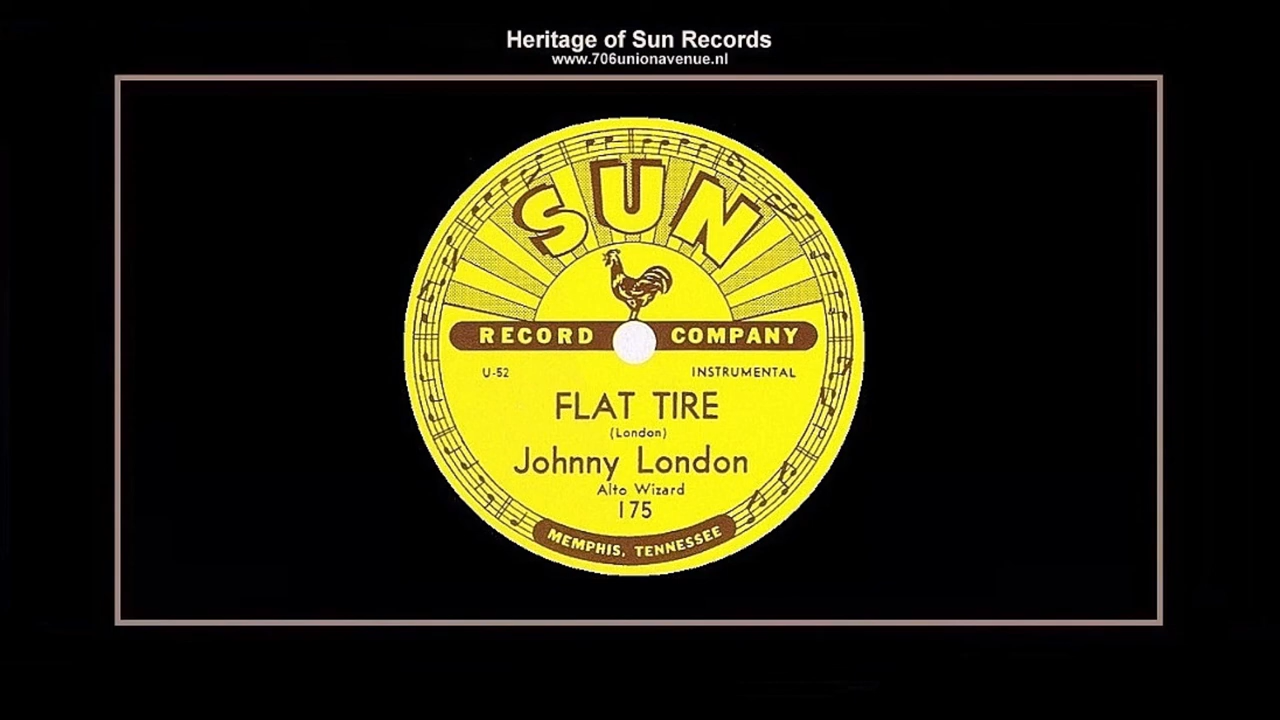 Heritage of Sun Records
www.706unionavenue.nl
SUN
RECORD COMPANY
U-52 INSTRUMENTAL
FLAT TIRE
(London)
Johnny London
Alto Wizard
175
MEMPHIS, TENNESSEE